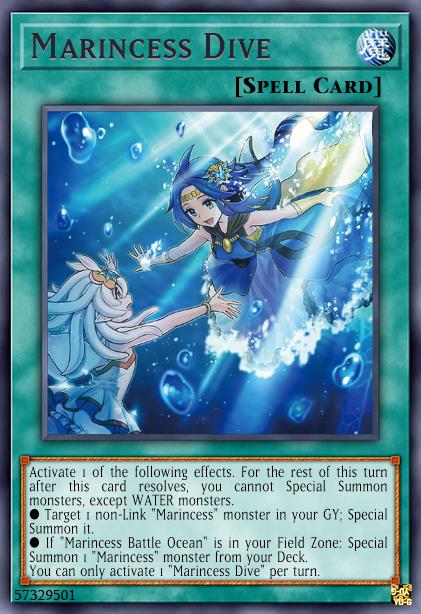 Marincess Dive
魔
[Spell Card]
Activate 1 of the following effects. For the rest of this turn
after this card resolves, you cannot Special Summon
monsters, except WATER monsters.
● Target 1 non-Link "Marincess" monster in your GY; Special
Summon it.
● If "Marincess Battle Ocean" is in your Field Zone: Special
Summon 1 "Marincess" monster from your Deck.
You can only activate 1 "Marincess Dive" per turn.
57329501